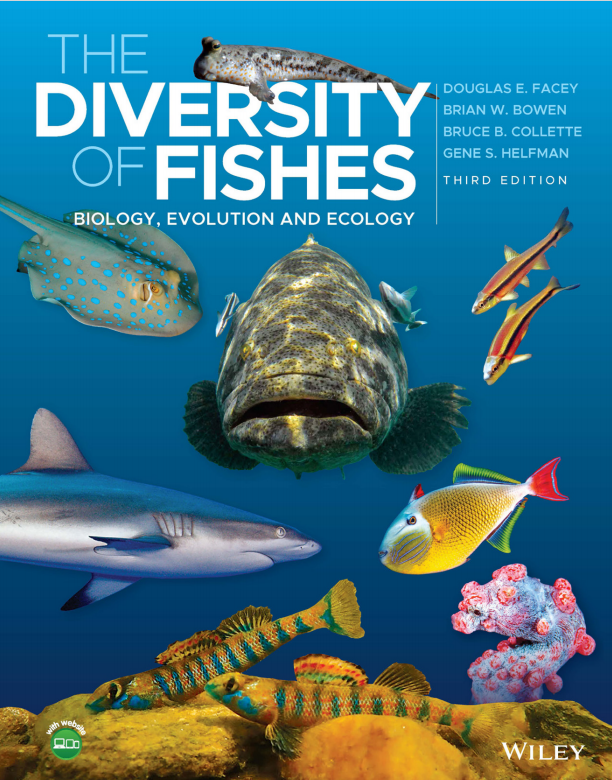 THE
DIVERSITY
OF FISHES
BIOLOGY, EVOLUTION AND ECOLOGY
DOUGLAS E. FACEY
BRIAN W. BOWEN
BRUCE B. COLLETTE
GENE S. HELFMAN
THIRD EDITION
with website
WILEY